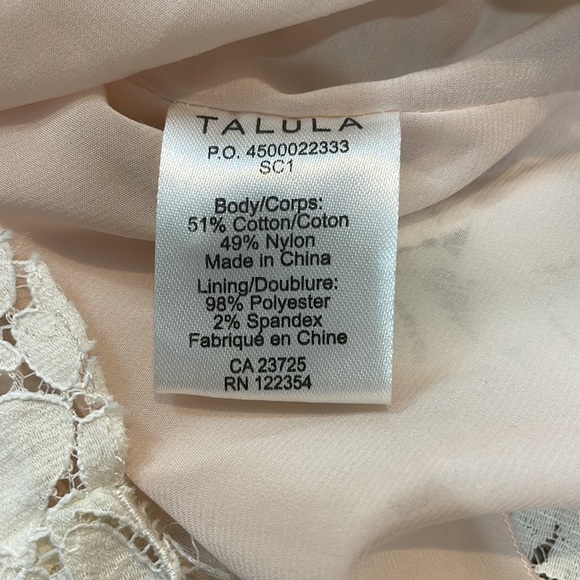 TALULA
P.O. 4500022333
SC1
Body/Corps:
51% Cotton/Coton
49% Nylon
Made in China
Lining/Doublure:
98% Polyester
2% Spandex
Fabriqué en Chine
CA 23725
RN 122354